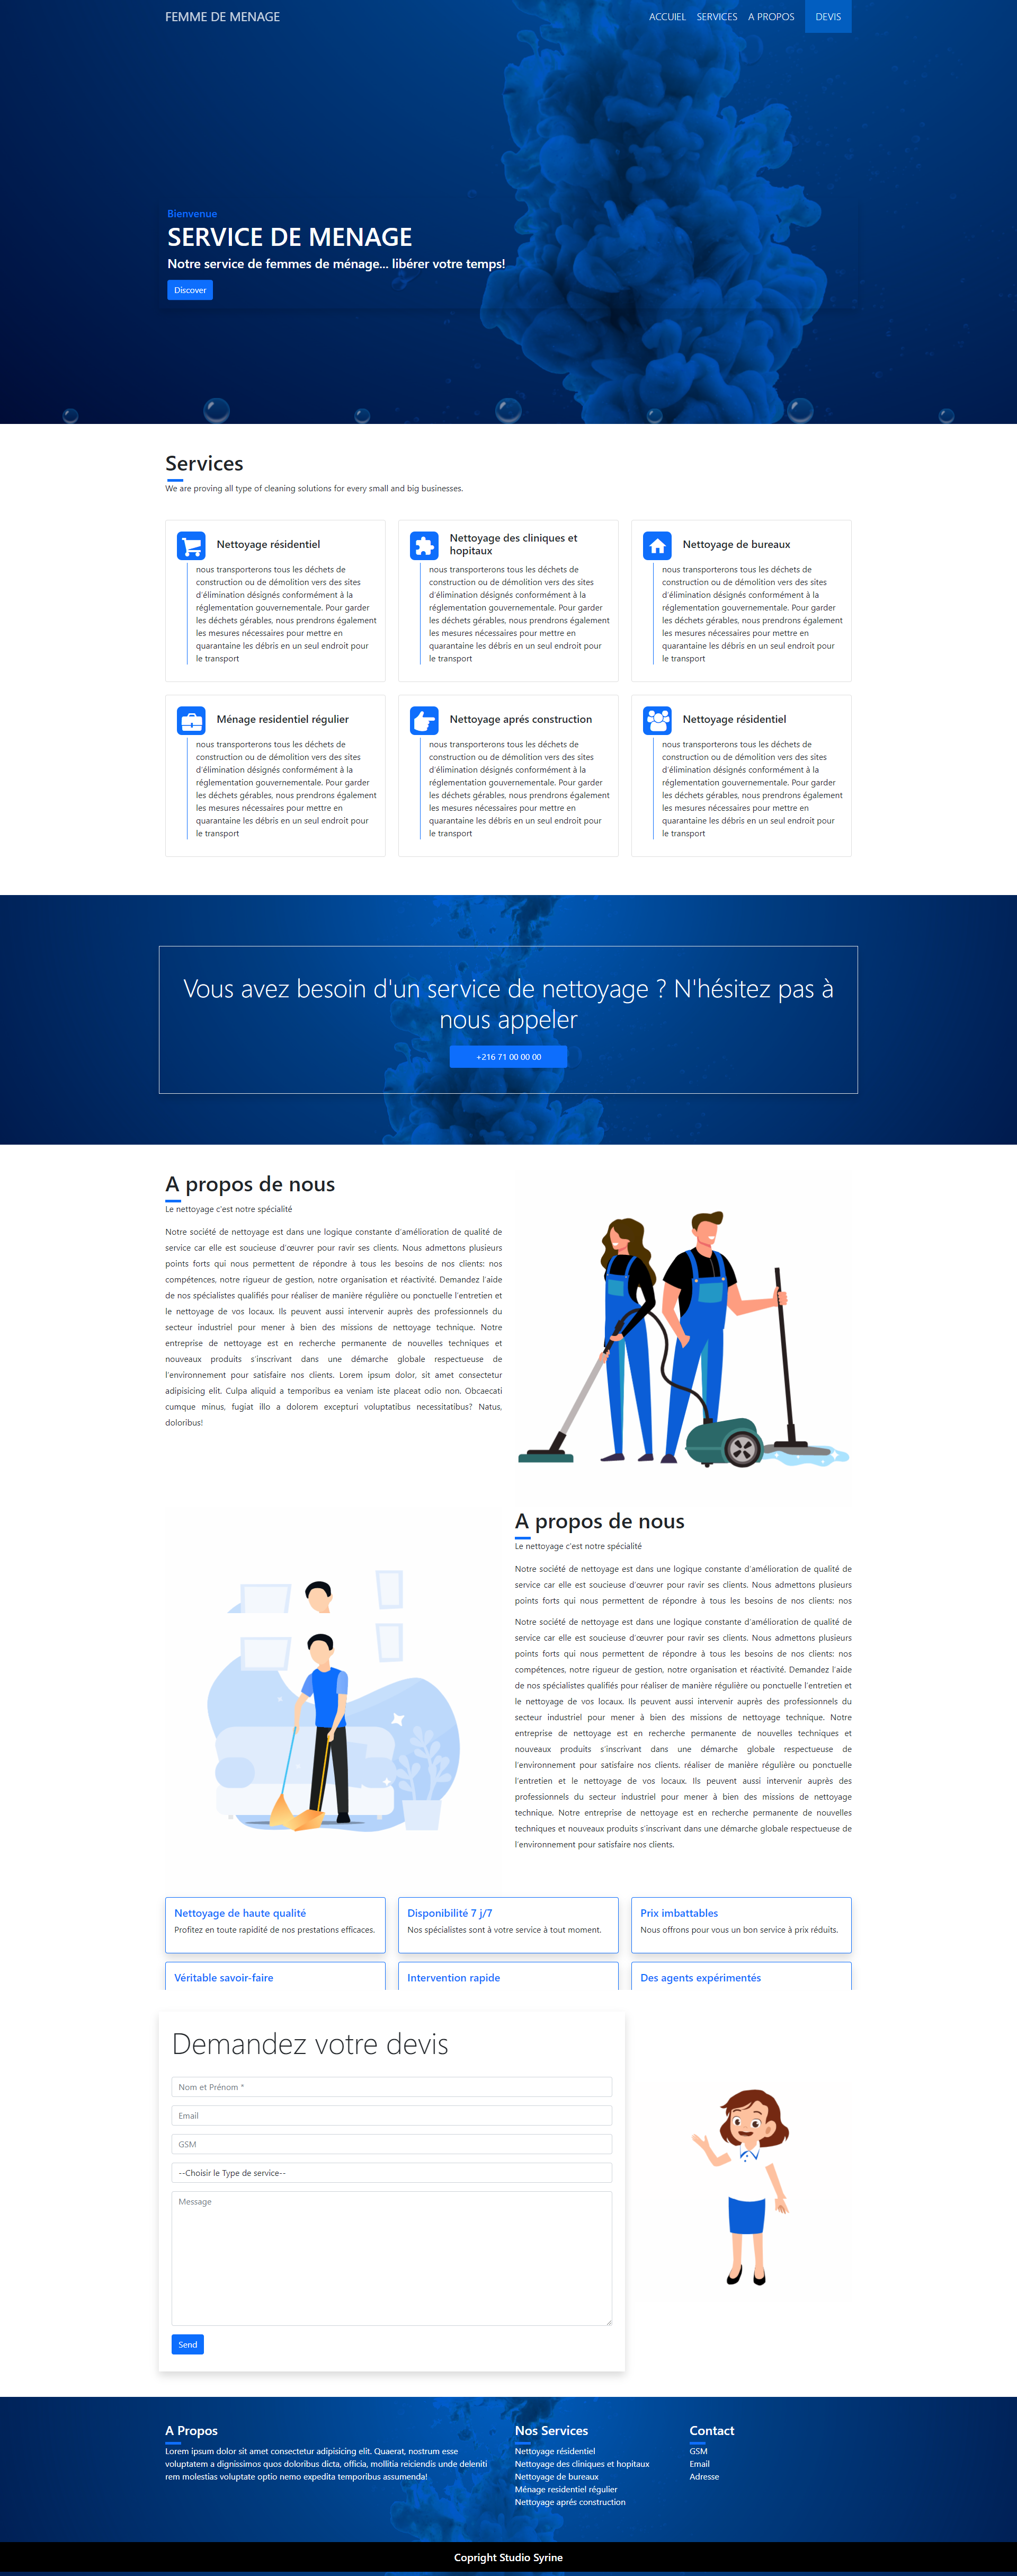 FEMME DE MENAGE
ACCUIEL SERVICES A PROPOS DEVIS
Bienvenue
SERVICE DE MENAGE
Notre service de femmes de ménage... libérer votre temps!
Discover
Services
We are proving all type of cleaning solutions for every small and big businesses.
Nettoyage résidentiel
nous transporterons tous les déchets de
construction ou de démolition vers des sites
d'élimination désignés conformément à la
réglementation gouvernementale. Pour garder
les déchets gérables, nous prendrons également
les mesures nécessaires pour mettre en
quarantaine les débris en un seul endroit pour
le transport
Nettoyage des cliniques et
hopitaux
nous transporterons tous les déchets de
construction ou de démolition vers des sites
d'élimination désignés conformément à la
réglementation gouvernementale. Pour garder
les déchets gérables, nous prendrons également
les mesures nécessaires pour mettre en
quarantaine les débris en un seul endroit pour
le transport
Nettoyage de bureaux
nous transporterons tous les déchets de
construction ou de démolition vers des sites
d'élimination désignés conformément à la
réglementation gouvernementale. Pour garder
les déchets gérables, nous prendrons également
les mesures nécessaires pour mettre en
quarantaine les débris en un seul endroit pour
le transport
Ménage residentiel régulier
nous transporterons tous les déchets de
construction ou de démolition vers des sites
d'élimination désignés conformément à la
réglementation gouvernementale. Pour garder
les déchets gérables, nous prendrons également
les mesures nécessaires pour mettre en
quarantaine les débris en un seul endroit pour
le transport
Nettoyage aprés construction
nous transporterons tous les déchets de
construction ou de démolition vers des sites
d'élimination désignés conformément à la
réglementation gouvernementale. Pour garder
les déchets gérables, nous prendrons également
les mesures nécessaires pour mettre en
quarantaine les débris en un seul endroit pour
le transport
Nettoyage résidentiel
nous transporterons tous les déchets de
construction ou de démolition vers des sites
d'élimination désignés conformément à la
réglementation gouvernementale. Pour garder
les déchets gérables, nous prendrons également
les mesures nécessaires pour mettre en
quarantaine les débris en un seul endroit pour
le transport
Vous avez besoin d'un service de nettoyage ? N'hésitez pas à
nous appeler
+216 71 00 00 00
A propos de nous
Le nettoyage c'est notre spécialité
Notre société de nettoyage est dans une logique constante d'amélioration de qualité de
service car elle est soucieuse d'œuvrer pour ravir ses clients. Nous admettons plusieurs
points forts qui nous permettent de répondre à tous les besoins de nos clients: nos
compétences, notre rigueur de gestion, notre organisation et réactivité. Demandez l'aide
de nos spécialistes qualifiés pour réaliser de manière régulière ou ponctuelle l'entretien et
le nettoyage de vos locaux. Ils peuvent aussi intervenir auprès des professionnels du
secteur industriel pour mener à bien des missions de nettoyage technique. Notre
entreprise de nettoyage est en recherche permanente de nouvelles techniques et
nouveaux produits s'inscrivant dans une démarche globale respectueuse de
l'environnement pour satisfaire nos clients. Lorem ipsum dolor, sit amet consectetur
adipisicing elit. Culpa aliquid a temporibus ea veniam iste placeat odio non. Obcaecati
cumque minus, fugiat illo a dolorem excepturi voluptatibus necessitatibus? Natus,
doloribus!
A propos de nous
Le nettoyage c'est notre spécialité
Notre société de nettoyage est dans une logique constante d'amélioration de qualité de
service car elle est soucieuse d'œuvrer pour ravir ses clients. Nous admettons plusieurs
points forts qui nous permettent de répondre à tous les besoins de nos clients: nos
Notre société de nettoyage est dans une logique constante d'amélioration de qualité de
service car elle est soucieuse d'œuvrer pour ravir ses clients. Nous admettons plusieurs
points forts qui nous permettent de répondre à tous les besoins de nos clients: nos
compétences, notre rigueur de gestion, notre organisation et réactivité. Demandez l'aide
de nos spécialistes qualifiés pour réaliser de manière régulière ou ponctuelle l'entretien et
le nettoyage de vos locaux. Ils peuvent aussi intervenir auprès des professionnels du
secteur industriel pour mener à bien des missions de nettoyage technique. Notre
entreprise de nettoyage est en recherche permanente de nouvelles techniques et
nouveaux produits s'inscrivant dans une démarche globale respectueuse de
l'environnement pour satisfaire nos clients. réaliser de manière régulière ou ponctuelle
l'entretien et le nettoyage de vos locaux. Ils peuvent aussi intervenir auprès des
professionnels du secteur industriel pour mener à bien des missions de nettoyage
technique. Notre entreprise de nettoyage est en recherche permanente de nouvelles
techniques et nouveaux produits s'inscrivant dans une démarche globale respectueuse de
l'environnement pour satisfaire nos clients.
Nettoyage de haute qualité
Profitez en toute rapidité de nos prestations efficaces.
Disponibilité 7 j/7
Nos spécialistes sont à votre service à tout moment.
Prix imbattables
Nous offrons pour vous un bon service à prix réduits.
Véritable savoir-faire
Intervention rapide
Des agents expérimentés
Demandez votre devis
Nom et Prénom *
Email
GSM
--Choisir le Type de service--
Message
Send
A Propos
Lorem ipsum dolor sit amet consectetur adipisicing elit. Quaerat, nostrum esse
voluptatem a dignissimos quos doloribus dicta, officia, mollitia reiciendis unde deleniti
rem molestias voluptate optio nemo expedita temporibus assumenda!
Nos Services
Nettoyage résidentiel
Nettoyage des cliniques et hopitaux
Nettoyage de bureaux
Ménage residentiel régulier
Nettoyage aprés construction
Contact
GSM
Email
Adresse
Copright Studio Syrine